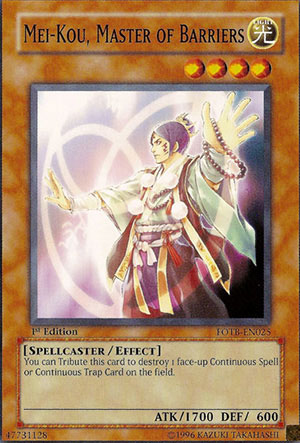 Mei-Kou, Master of Barriers
LIGHT
光
1st Edition
FOTB-EN025
[Spellcaster / Effect]
You can Tribute this card to destroy 1 face-up Continuous Spell
or Continuous Trap Card on the field.
ATK/1700 DEF/ 600
47731128
©1996 KAZUKI TAKAHASHI